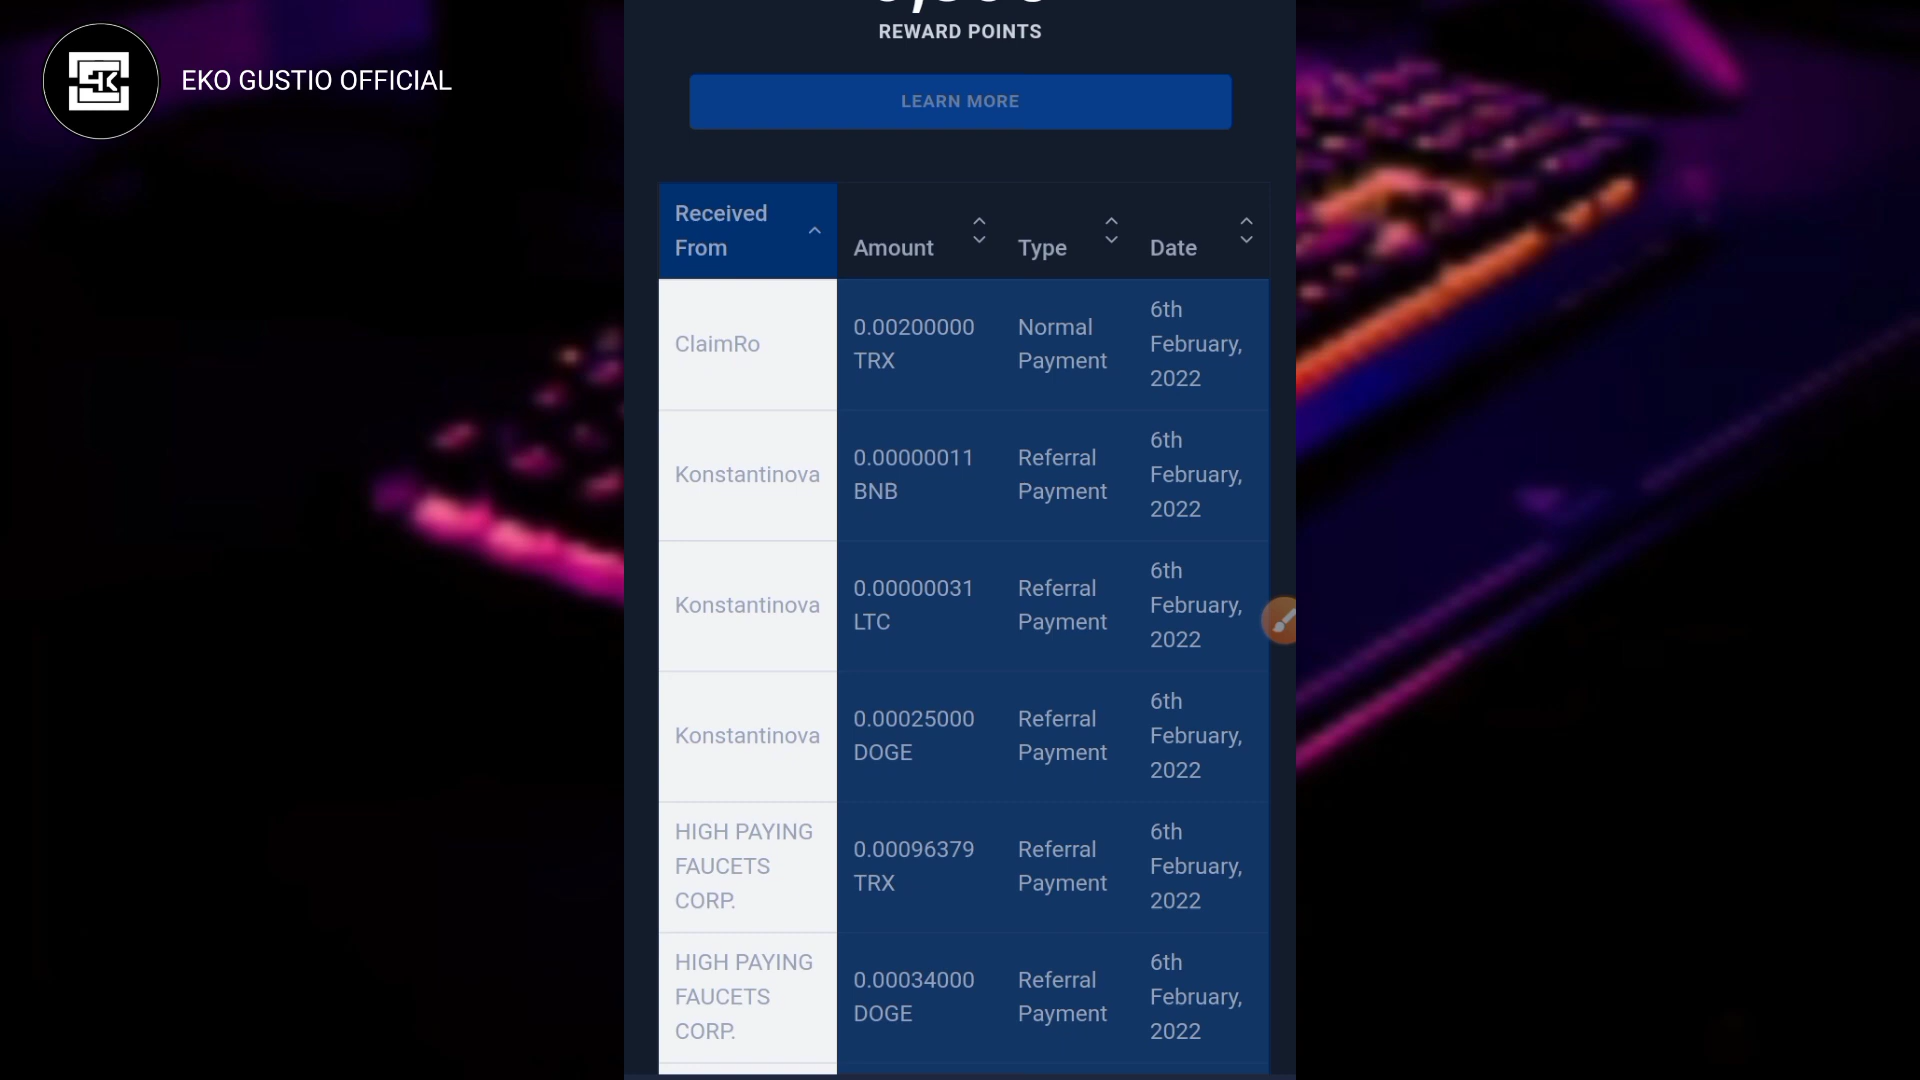 EKO GUSTIO OFFICIAL
REWARD POINTS
LEARN MORE
Received
From
Amount
Type
Date
ClaimRo
0.00200000
TRX
Normal
Payment
6th
February,
2022
Konstantinova
0.00000011
BNB
Referral
Payment
6th
February,
2022
Konstantinova
0.00000031
LTC
Referral
Payment
6th
February,
2022
Konstantinova
0.00025000
DOGE
Referral
Payment
6th
February,
2022
HIGH PAYING
FAUCETS
CORP.
0.00096379
TRX
Referral
Payment
6th
February,
2022
HIGH PAYING
FAUCETS
CORP.
0.00034000
DOGE
Referral
Payment
6th
February,
2022